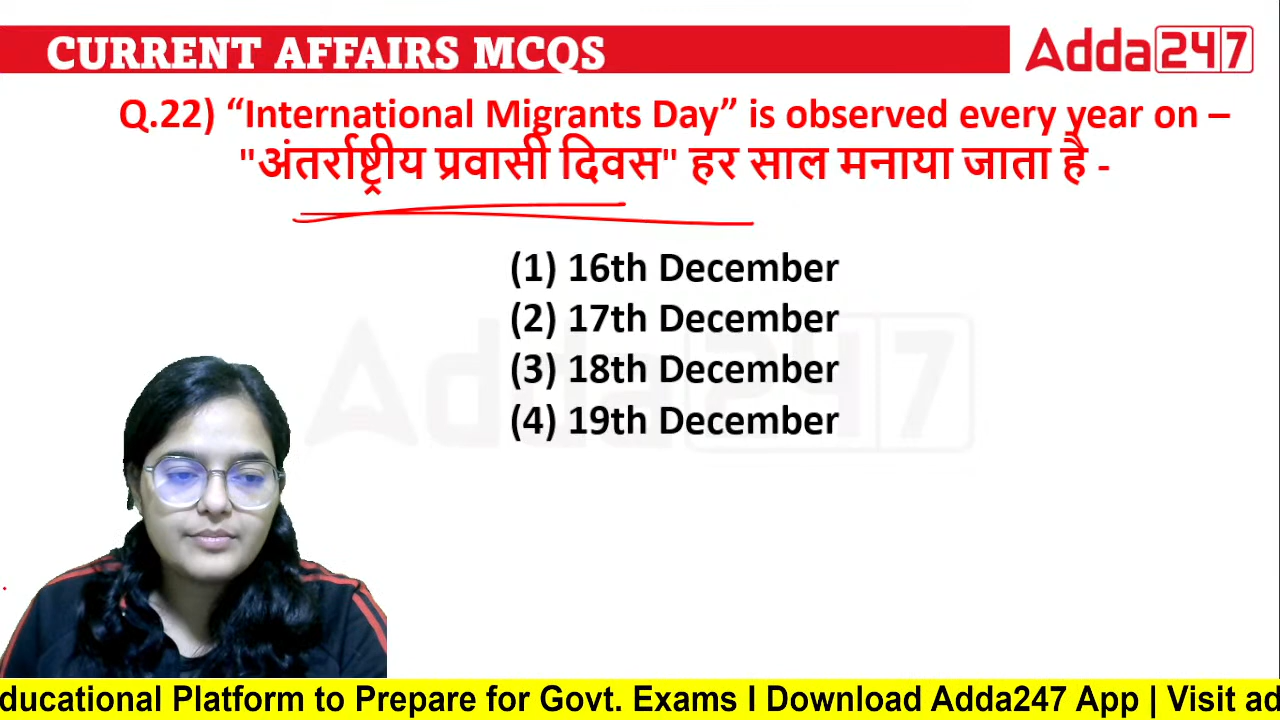 CURRENT AFFAIRS MCQS
Adda247
Q.22) “International Migrants Day” is observed every year on –
"अंतर्राष्ट्रीय प्रवासी दिवस" हर साल मनाया जाता है -
(1) 16th December
(2) 17th December
(3) 18th December
(4) 19th December
Adda247
ducational Platform to Prepare for Govt. Exams I Download Adda247 App | Visit ad